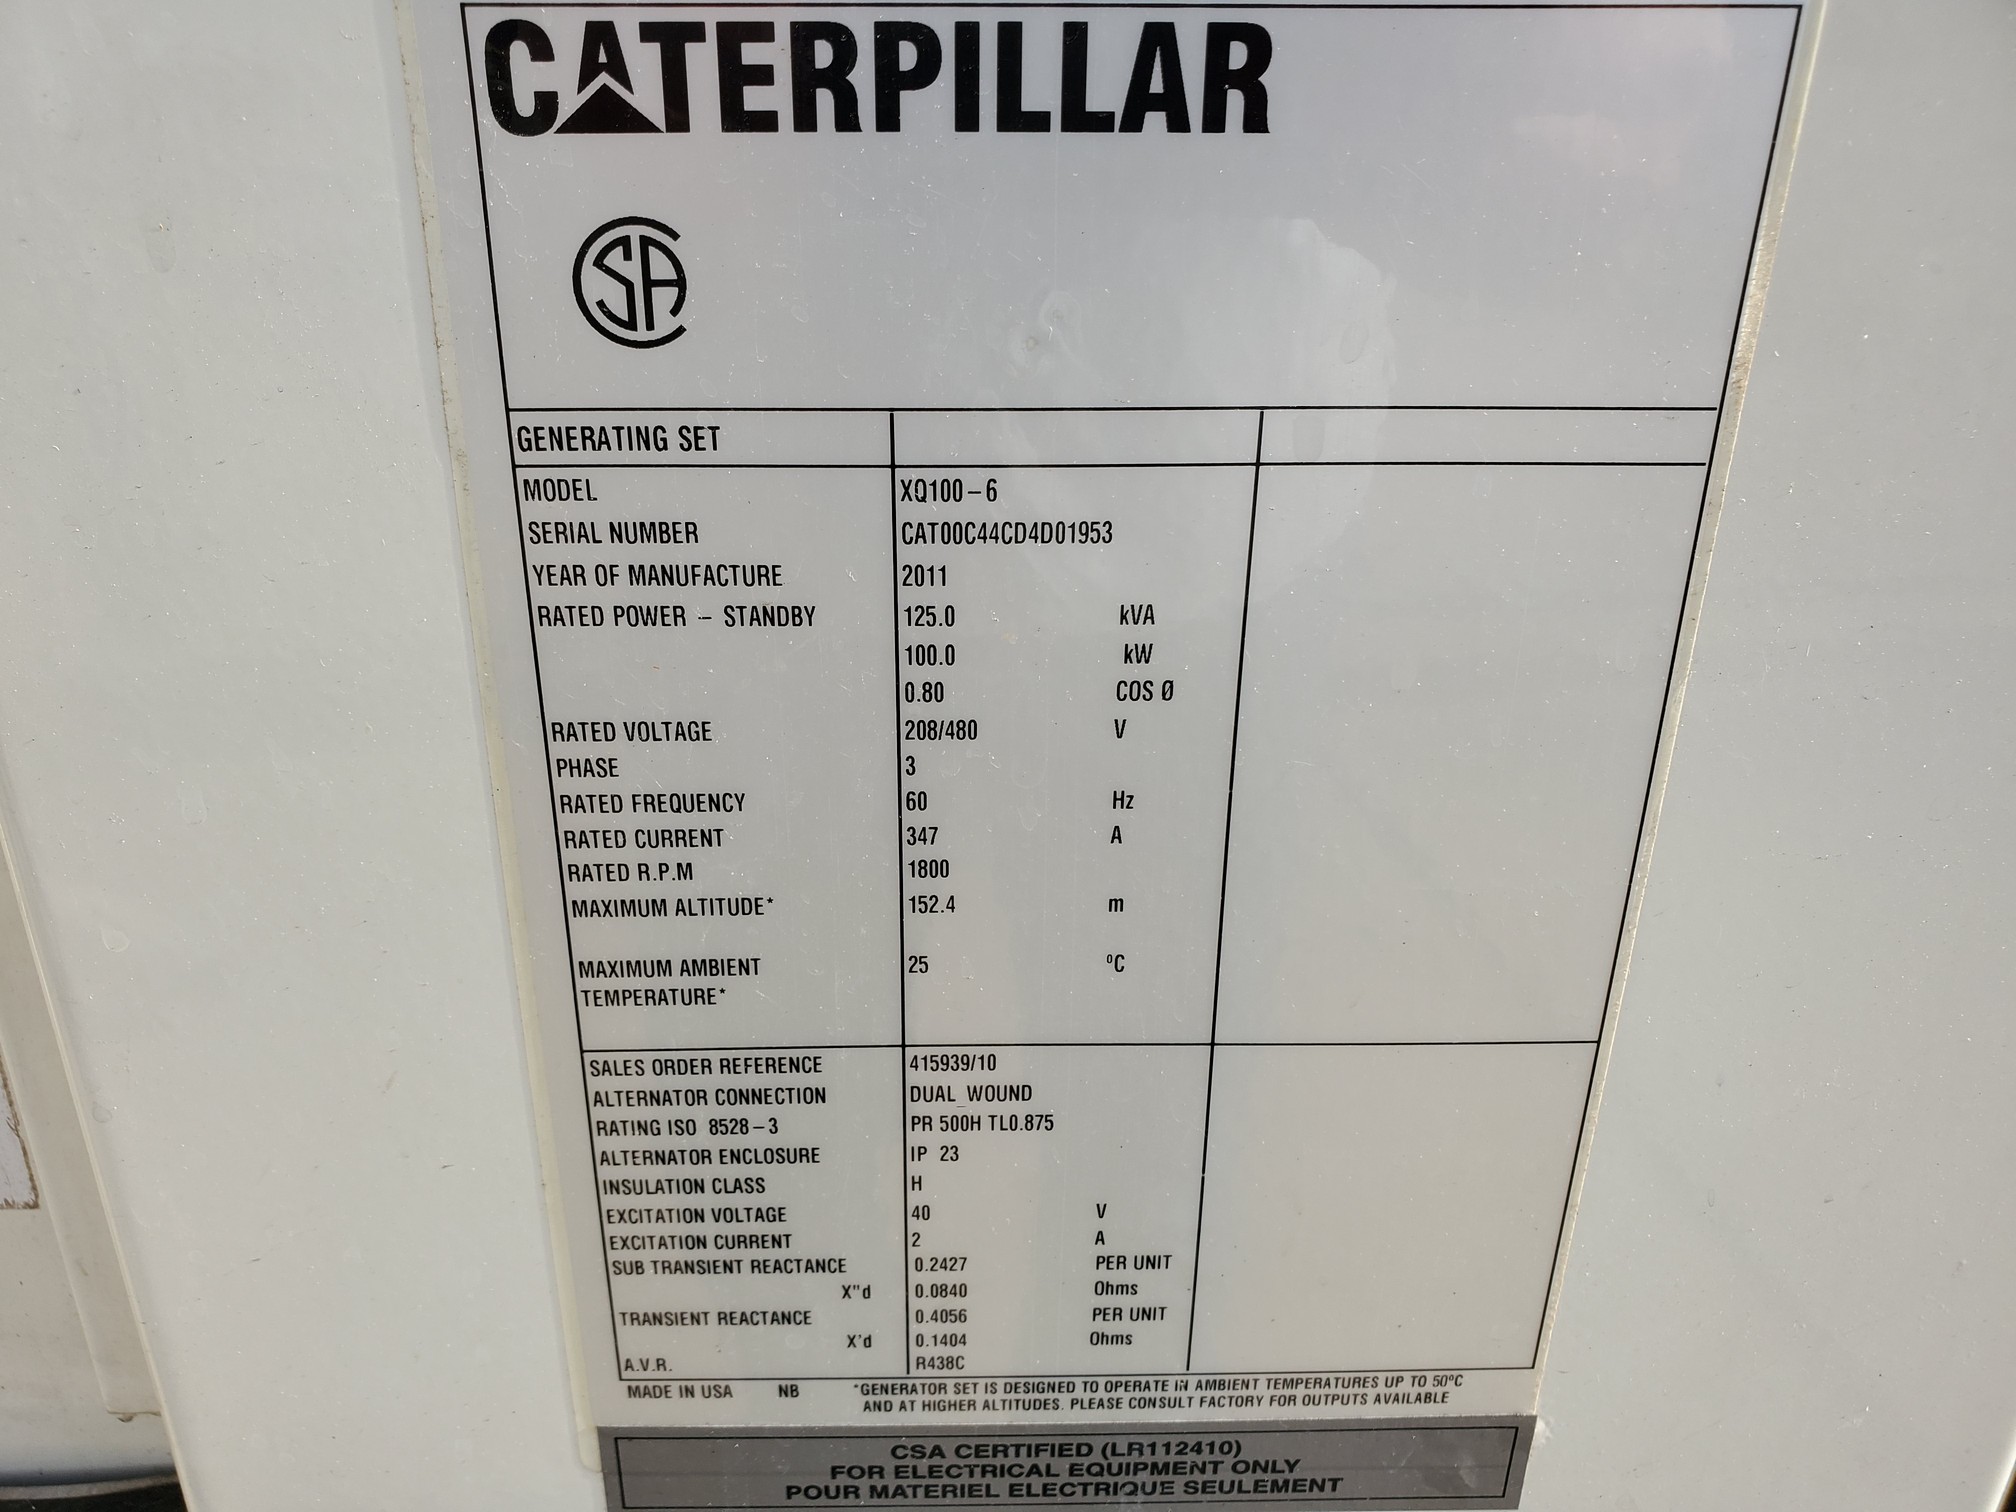 CATERPILLAR
CSA
GENERATING SET
MODEL XQ100-6
SERIAL NUMBER CAT00C44CD4D01953
YEAR OF MANUFACTURE 2011
RATED POWER - STANDBY 125.0 kVA
100.0 kW
0.80 COS Ø
RATED VOLTAGE 208/480 V
PHASE 3
RATED FREQUENCY 60 Hz
RATED CURRENT 347 A
RATED R.P.M 1800
MAXIMUM ALTITUDE* 152.4 m
MAXIMUM AMBIENT 25 ºC
TEMPERATURE*
SALES ORDER REFERENCE 415939/10
ALTERNATOR CONNECTION DUAL_WOUND
RATING ISO 8528-3 PR 500H TL0.875
ALTERNATOR ENCLOSURE IP 23
INSULATION CLASS H
EXCITATION VOLTAGE 40 V
EXCITATION CURRENT 2 A
SUB TRANSIENT REACTANCE 0.2427 PER UNIT
X"d 0.0840 Ohms
TRANSIENT REACTANCE 0.4056 PER UNIT
X'd 0.1404 Ohms
A.V.R. R438C
MADE IN USA NB *GENERATOR SET IS DESIGNED TO OPERATE IN AMBIENT TEMPERATURES UP TO 50ºC
AND AT HIGHER ALTITUDES. PLEASE CONSULT FACTORY FOR OUTPUTS AVAILABLE
CSA CERTIFIED (LR112410)
FOR ELECTRICAL EQUIPMENT ONLY
POUR MATERIEL ELECTRIQUE SEULEMENT